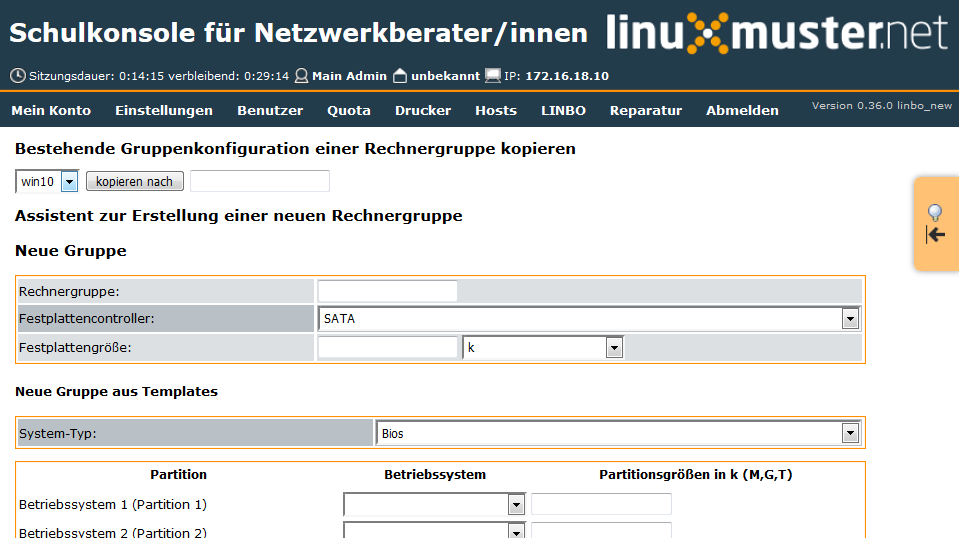 Schulkonsole für Netzwerkberater/innen linuxmuster.net
Sitzungsdauer: 0:14:15 verbleibend: 0:29:14 Main Admin unbekannt IP: 172.16.18.10
Mein Konto Einstellungen Benutzer Quota Drucker Hosts LINBO Reparatur Abmelden Version 0.36.0 linbo_new
Bestehende Gruppenkonfiguration einer Rechnergruppe kopieren
win10 kopieren nach
Assistent zur Erstellung einer neuen Rechnergruppe
Neue Gruppe
Rechnergruppe:
Festplattencontroller: SATA
Festplattengröße: k
Neue Gruppe aus Templates
System-Typ: Bios
Partition Betriebssystem Partitionsgrößen in k (M,G,T)
Betriebssystem 1 (Partition 1)
Betriebssystem 2 (Partition 2)